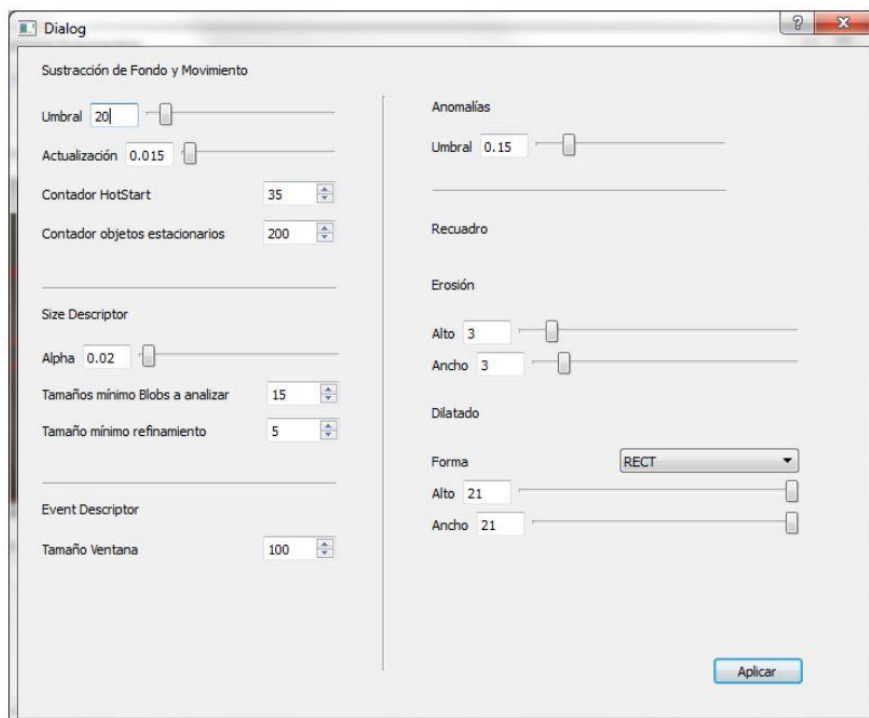 Dialog
Sustracción de Fondo y Movimiento
Umbral 20
Actualización 0.015
Contador HotStart 35
Contador objetos estacionarios 200
Size Descriptor
Alpha 0.02
Tamaños mínimo Blobs a analizar 15
Tamaño mínimo refinamiento 5
Event Descriptor
Tamaño Ventana 100
Anomalías
Umbral 0.15
Recuadro
Erosión
Alto 3
Ancho 3
Dilatado
Forma RECT
Alto 21
Ancho 21
Aplicar